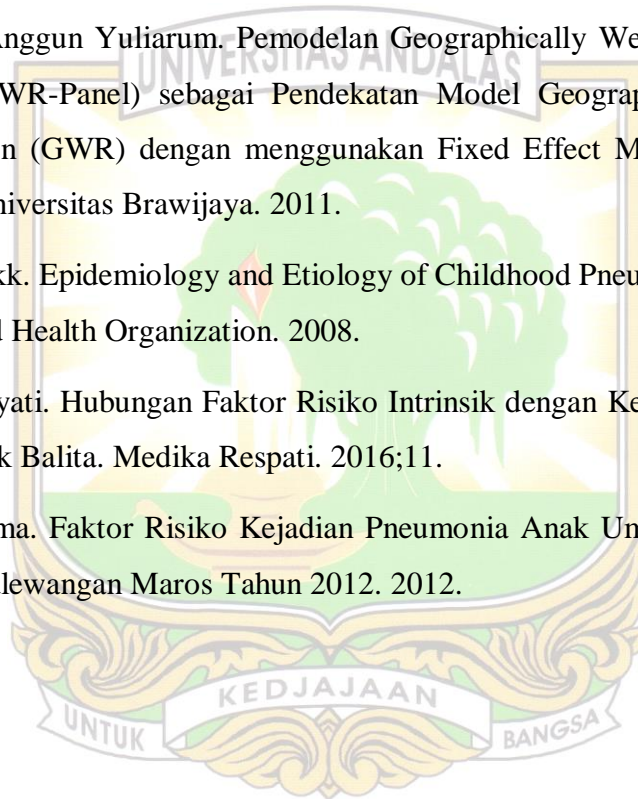 Anggun Yuliarum. Pemodelan Geographically We
UNIVERSITAS ANDALAS
WR-Panel) sebagai Pendekatan Model Geograp
n (GWR) dengan menggunakan Fixed Effect M
niversitas Brawijaya. 2011.
kk. Epidemiology and Etiology of Childhood Pneu
d Health Organization. 2008.
yati. Hubungan Faktor Risiko Intrinsik dengan Ke
k Balita. Medika Respati. 2016;11.
ma. Faktor Risiko Kejadian Pneumonia Anak Um
lewangan Maros Tahun 2012. 2012.
UNTUK KEDJAJAAN BANGSA